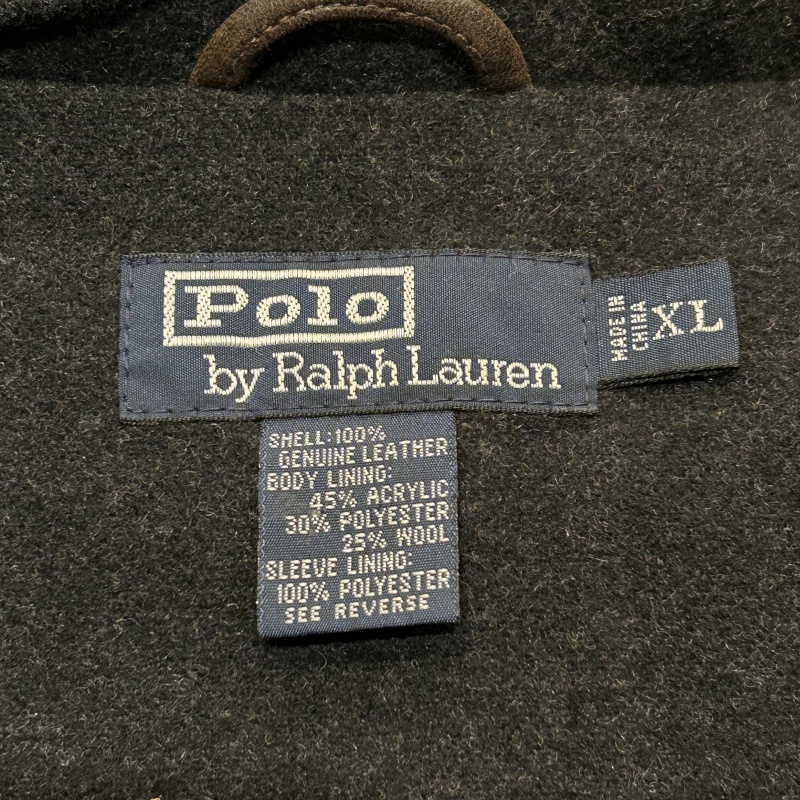 Polo
by Ralph Lauren
MADE IN
CHINA
XL
SHELL:100%
GENUINE LEATHER
BODY LINING:
45% ACRYLIC
30% POLYESTER
25% WOOL
SLEEVE LINING:
100% POLYESTER
SEE REVERSE